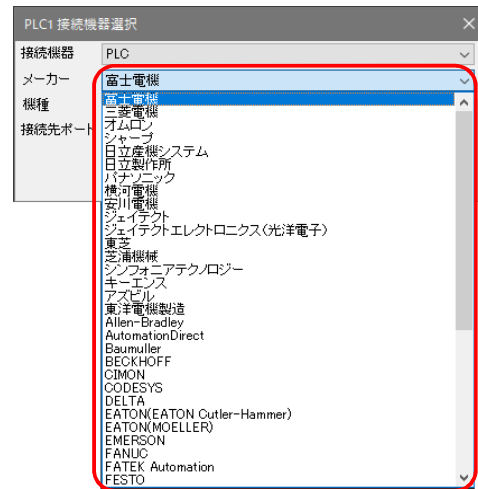 PLC1 接続機器選択
接続機器 PLC
メーカー 富士電機
機種
接続先ポート
富士電機
三菱電機
オムロン
シャープ
日立産機システム
日立製作所
パナソニック
横河電機
安川電機
ジェイテクト
ジェイテクトエレクトロニクス(光洋電子)
東芝
芝浦機械
シンフォニアテクノロジー
キーエンス
アズビル
東洋電機製造
Allen-Bradley
AutomationDirect
Baumuller
BECKHOFF
CIMON
CODESYS
DELTA
EATON(EATON Cutler-Hammer)
EATON(MOELLER)
EMERSON
FANUC
FATEK Automation
FESTO